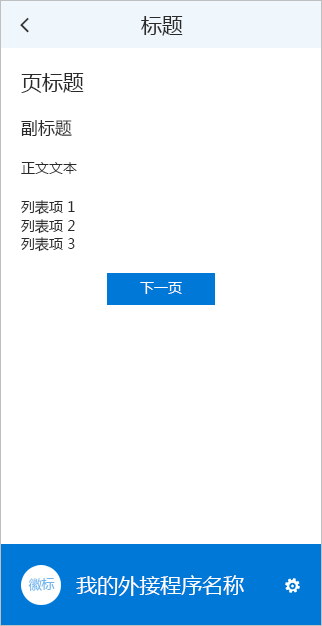 标题
页标题
副标题
正文文本
列表项 1
列表项 2
列表项 3
下一页
徽标
我的外接程序名称